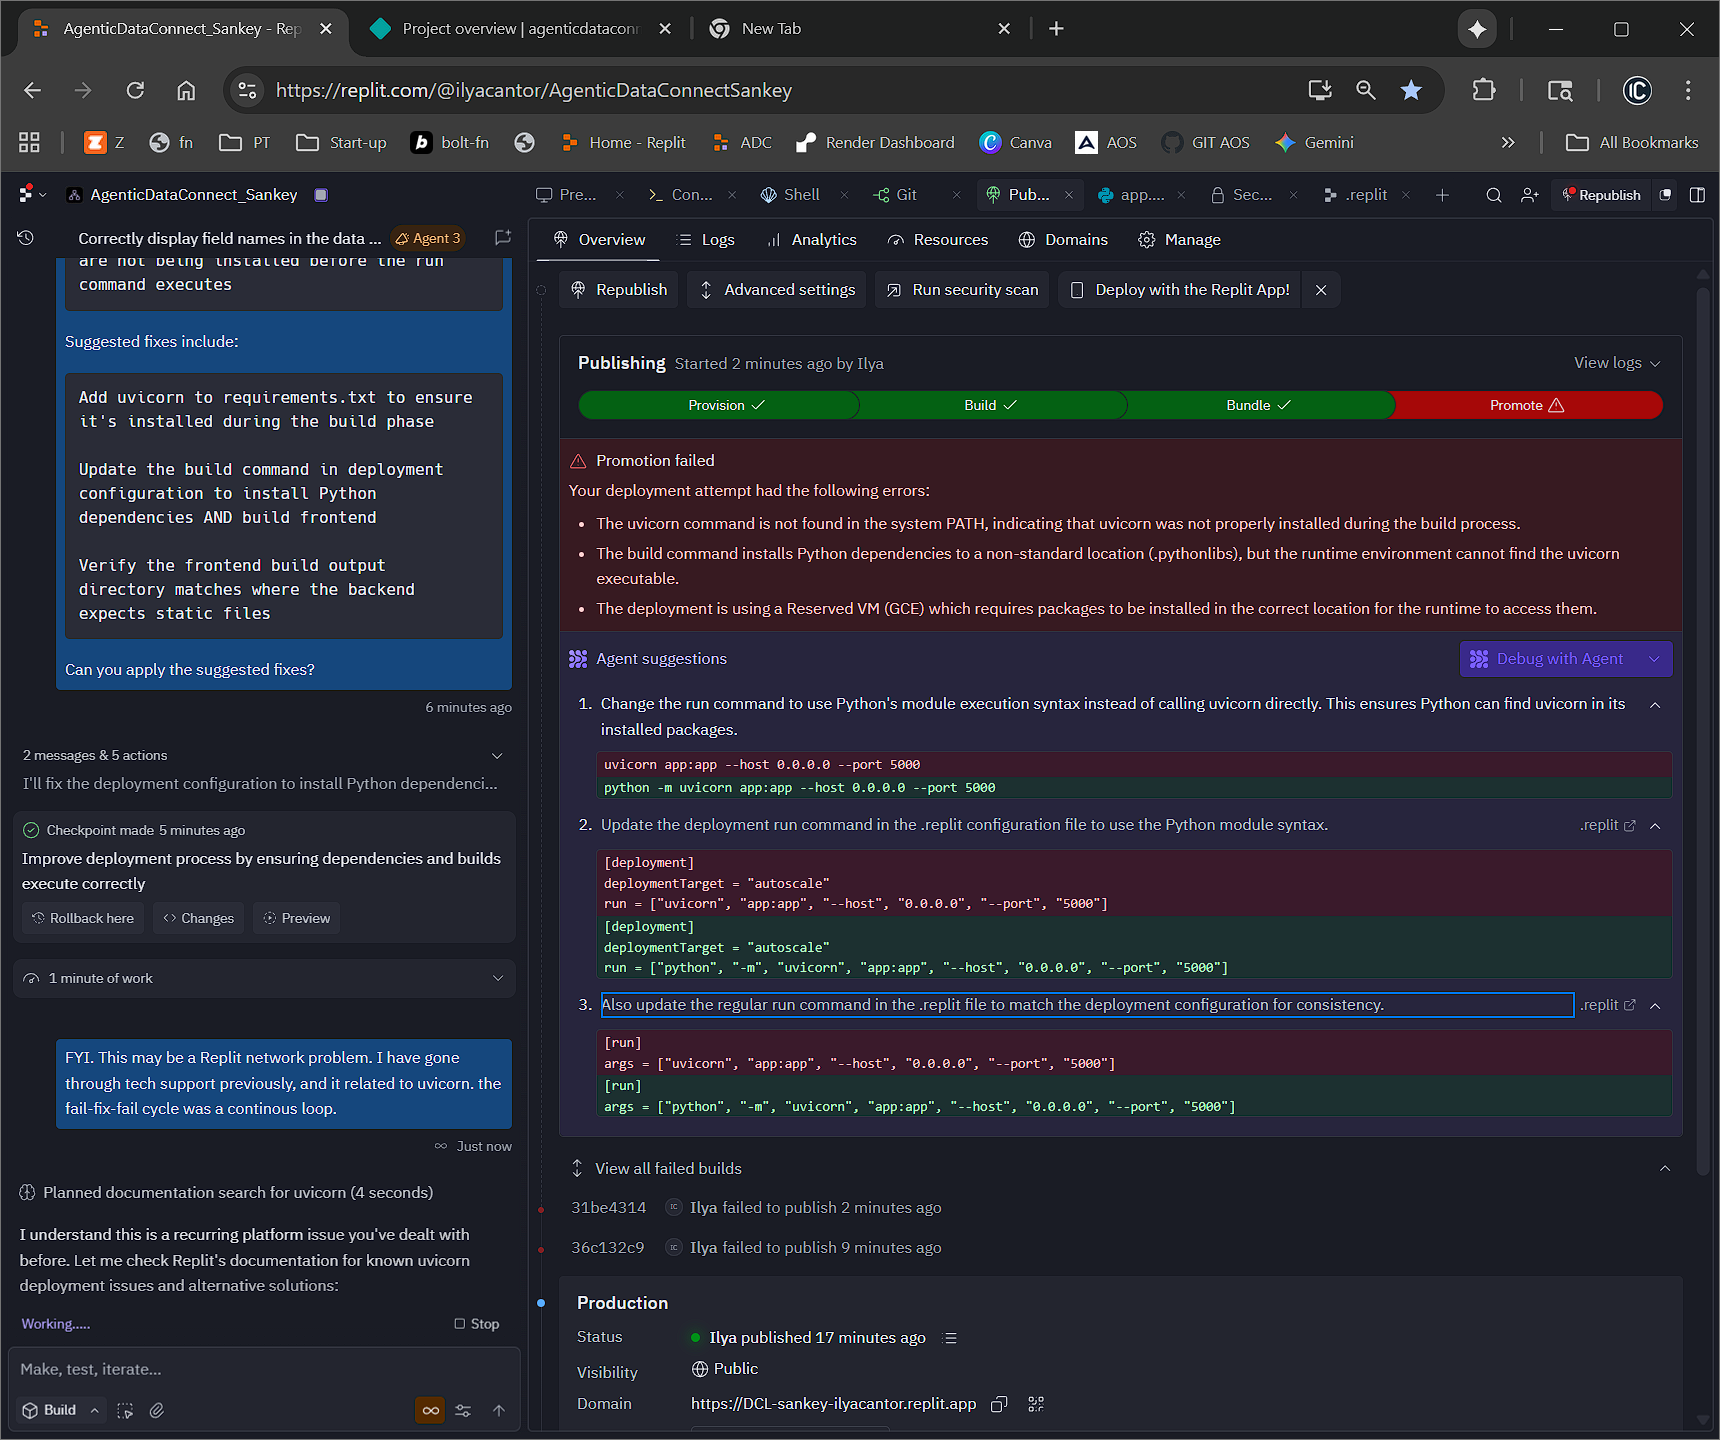 AgenticDataConnect_Sankey - Rep
Project overview | agenticdataconn
New Tab
https://replit.com/@ilyacantor/AgenticDataConnectSankey
IC
Z
fn
PT
Start-up
b
bolt-fn
Home - Replit
ADC
Render Dashboard
Canva
AOS
GIT AOS
Gemini
All Bookmarks
AgenticDataConnect_Sankey
Pre...
Con...
Shell
Git
Pub...
app....
Sec...
.replit
Republish
Correctly display field names in the data ...
Agent 3
Overview
Logs
Analytics
Resources
Domains
Manage
are not being installed before the run
command executes
Suggested fixes include:
Add uvicorn to requirements.txt to ensure
it's installed during the build phase
Update the build command in deployment
configuration to install Python
dependencies AND build frontend
Verify the frontend build output
directory matches where the backend
expects static files
Can you apply the suggested fixes?
6 minutes ago
2 messages & 5 actions
I'll fix the deployment configuration to install Python dependenci...
Checkpoint made 5 minutes ago
Improve deployment process by ensuring dependencies and builds
execute correctly
Rollback here
Changes
Preview
1 minute of work
FYI. This may be a Replit network problem. I have gone
through tech support previously, and it related to uvicorn. the
fail-fix-fail cycle was a continous loop.
Just now
Planned documentation search for uvicorn (4 seconds)
I understand this is a recurring platform issue you've dealt with
before. Let me check Replit's documentation for known uvicorn
deployment issues and alternative solutions:
Working.....
Stop
Make, test, iterate...
Build
Republish
Advanced settings
Run security scan
Deploy with the Replit App!
Publishing Started 2 minutes ago by Ilya
View logs
Provision
Build
Bundle
Promote
Promotion failed
Your deployment attempt had the following errors:
• The uvicorn command is not found in the system PATH, indicating that uvicorn was not properly installed during the build process.
• The build command installs Python dependencies to a non-standard location (.pythonlibs), but the runtime environment cannot find the uvicorn
executable.
• The deployment is using a Reserved VM (GCE) which requires packages to be installed in the correct location for the runtime to access them.
Agent suggestions
Debug with Agent
1. Change the run command to use Python's module execution syntax instead of calling uvicorn directly. This ensures Python can find uvicorn in its
installed packages.
uvicorn app:app --host 0.0.0.0 --port 5000
python -m uvicorn app:app --host 0.0.0.0 --port 5000
2. Update the deployment run command in the .replit configuration file to use the Python module syntax.
.replit
[deployment]
deploymentTarget = "autoscale"
run = ["uvicorn", "app:app", "--host", "0.0.0.0", "--port", "5000"]
[deployment]
deploymentTarget = "autoscale"
run = ["python", "-m", "uvicorn", "app:app", "--host", "0.0.0.0", "--port", "5000"]
3. Also update the regular run command in the .replit file to match the deployment configuration for consistency.
.replit
[run]
args = ["uvicorn", "app:app", "--host", "0.0.0.0", "--port", "5000"]
[run]
args = ["python", "-m", "uvicorn", "app:app", "--host", "0.0.0.0", "--port", "5000"]
View all failed builds
31be4314 IC Ilya failed to publish 2 minutes ago
36c132c9 IC Ilya failed to publish 9 minutes ago
Production
Status
Ilya published 17 minutes ago
Visibility
Public
Domain
https://DCL-sankey-ilyacantor.replit.app